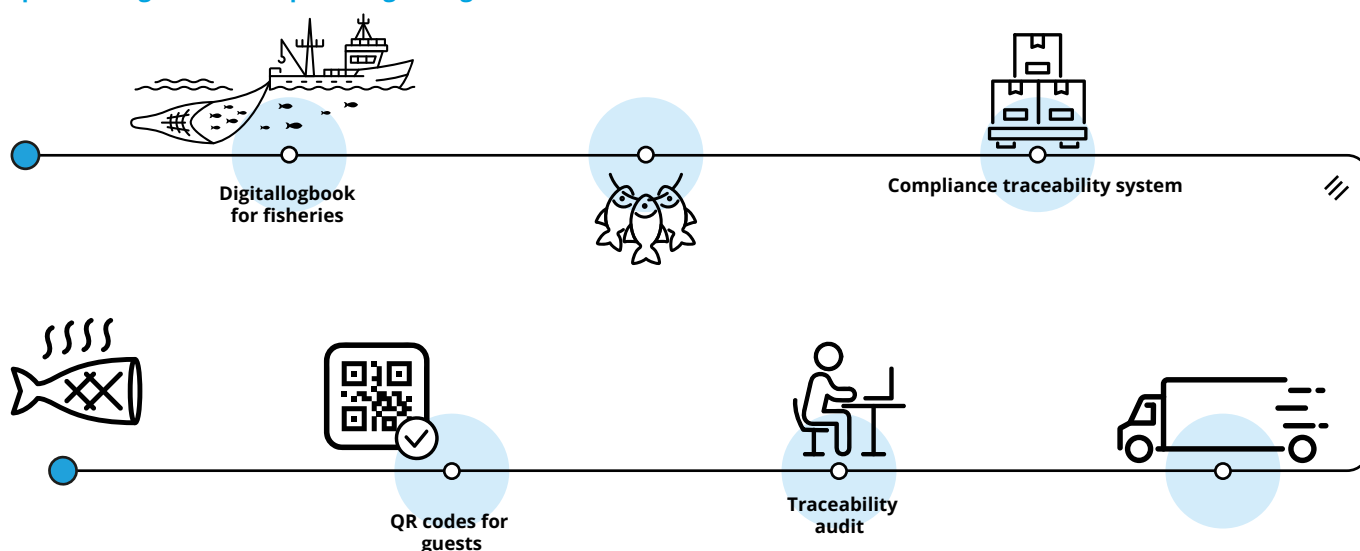 Digitallogbook
for fisheries
Compliance traceability system
QR codes for
guests
Traceability
audit